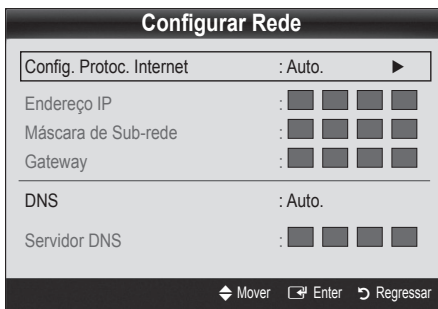 Configurar Rede
Config. Protoc. Internet : Auto. ►
Endereço IP :
Máscara de Sub-rede :
Gateway :
DNS : Auto.
Servidor DNS :
Mover Enter Regressar